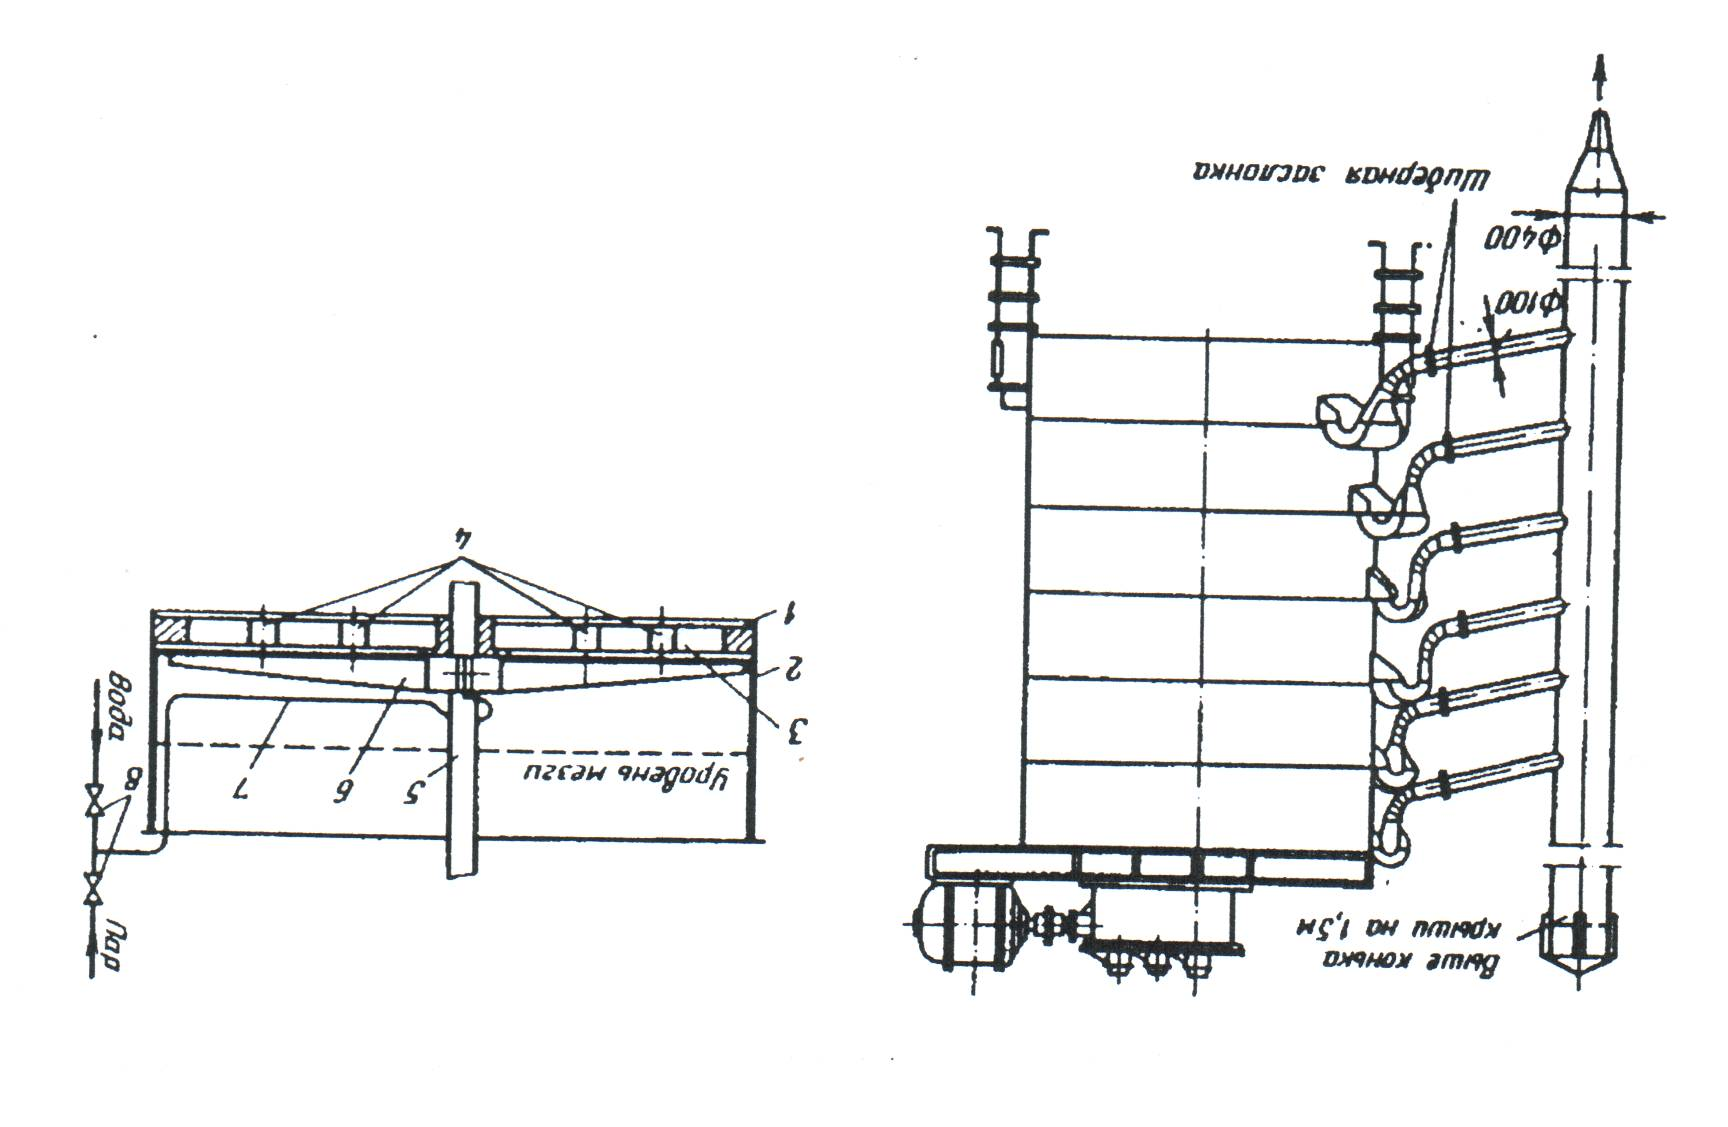 Выше конька
крыши на 1,5м
Ф100
Ф400
Шиберная заслонка
Пар
8
Вода
Уровень мезги
5
6
7
3
2
1
4